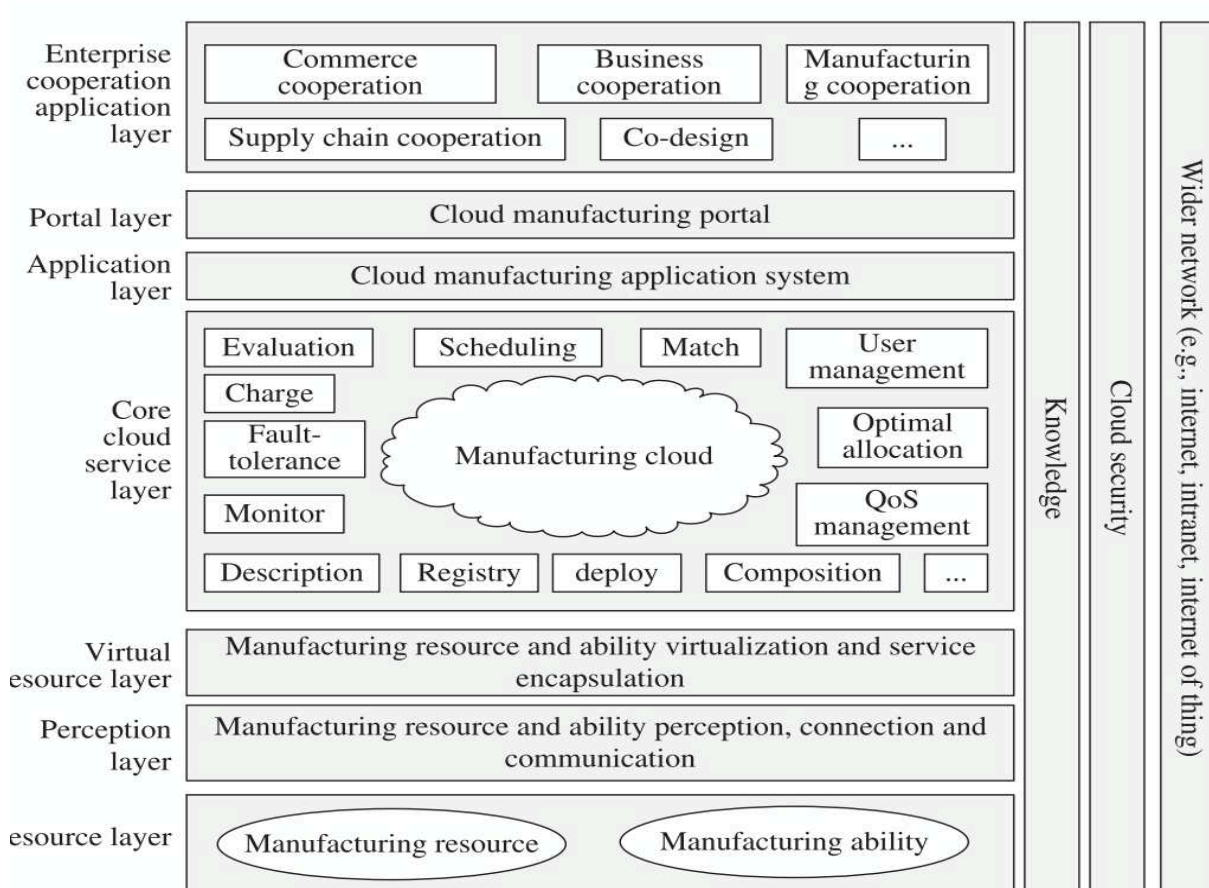 Enterprise
cooperation
application
layer
Commerce
cooperation
Business
cooperation
Manufacturin
g cooperation
Supply chain cooperation
Co-design
...
Portal layer
Cloud manufacturing portal
Application
layer
Cloud manufacturing application system
Core
cloud
service
layer
Evaluation
Scheduling
Match
User
management
Charge
Fault-
tolerance
Manufacturing cloud
Optimal
allocation
Monitor
QoS
management
Description
Registry
deploy
Composition
...
Virtual
esource layer
Manufacturing resource and ability virtualization and service
encapsulation
Perception
layer
Manufacturing resource and ability perception, connection and
communication
esource layer
Manufacturing resource
Manufacturing ability
Knowledge
Cloud security
Wider network (e.g., internet, intranet, internet of thing)